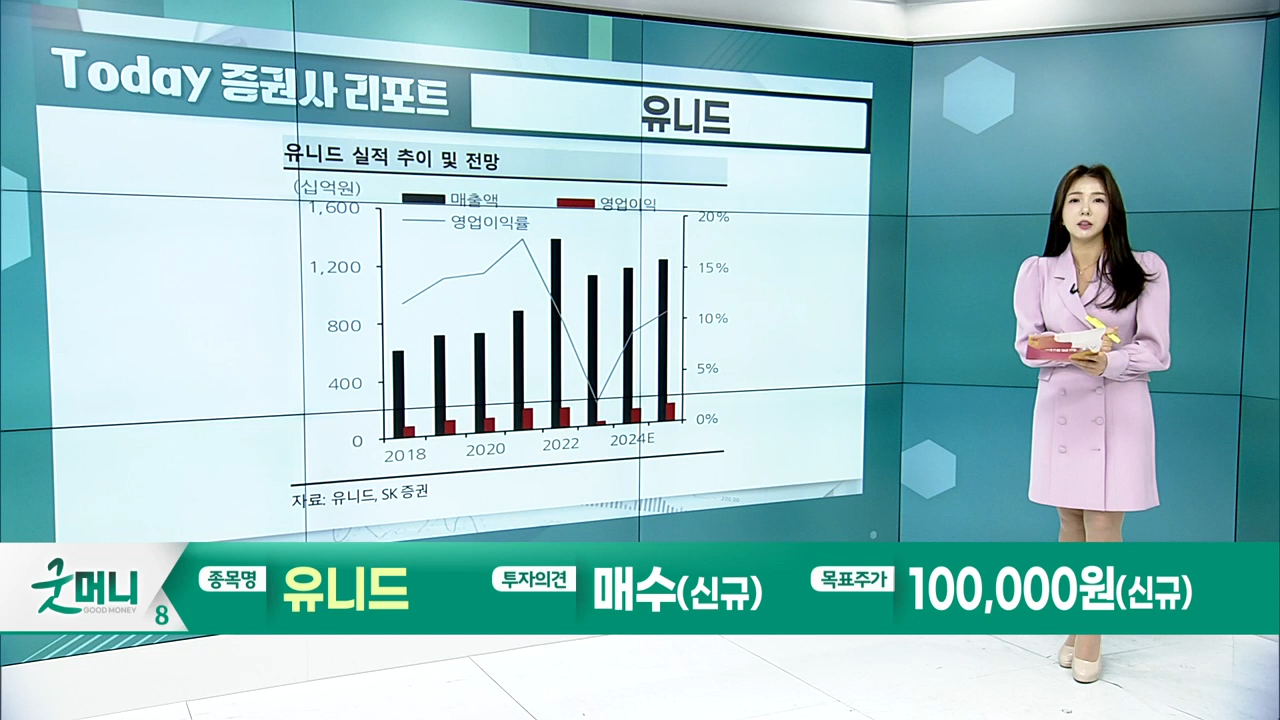 Today 증권사 리포트
유니드
유니드 실적 추이 및 전망
(십억원)
매출액
영업이익
영업이익률
1,600
1,200
800
400
0
20%
15%
10%
5%
0%
2018
2020
2022
2024E
자료: 유니드, SK 증권
굿머니
GOOD MONEY
8
종목명
유니드
투자의견
매수(신규)
목표주가
100,000원(신규)